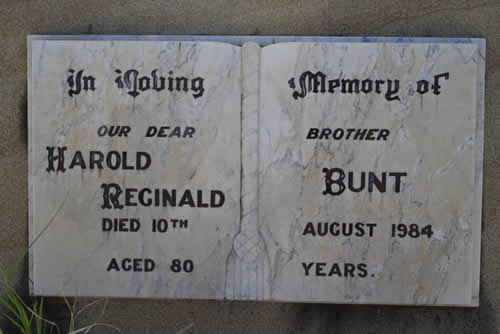 In Loving Memory of
OUR DEAR BROTHER
HAROLD
REGINALD BUNT
DIED 10TH AUGUST 1984
AGED 80 YEARS.